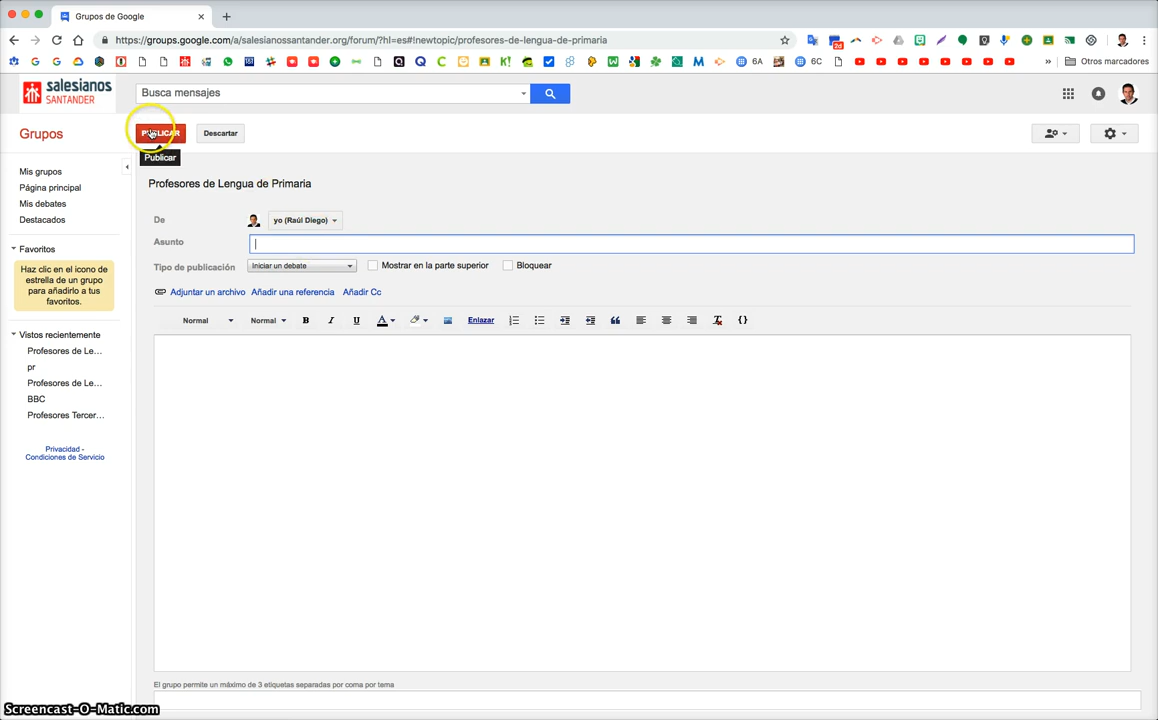 Grupos de Google
https://groups.google.com/a/salesianossantander.org/forum/?hl=es#!newtopic/profesores-de-lengua-de-primaria
2d
K!
6A
6C
Otros marcadores
salesianos
SANTANDER
Busca mensajes
Grupos
PUBLICAR
Descartar
Publicar
Mis grupos
Página principal
Mis debates
Destacados
Favoritos
Haz clic en el icono de
estrella de un grupo
para añadirlo a tus
favoritos.
Vistos recientemente
Profesores de Le...
pr
Profesores de Le...
BBC
Profesores Tercer...
Privacidad -
Condiciones de Servicio
Profesores de Lengua de Primaria
De
yo (Raúl Diego)
Asunto
Tipo de publicación
Iniciar un debate
Mostrar en la parte superior
Bloquear
Adjuntar un archivo
Añadir una referencia
Añadir Cc
Normal
Normal
B
I
U
A
Enlazar
{}
El grupo permite un máximo de 3 etiquetas separadas por coma por tema
Screencast-O-Matic.com